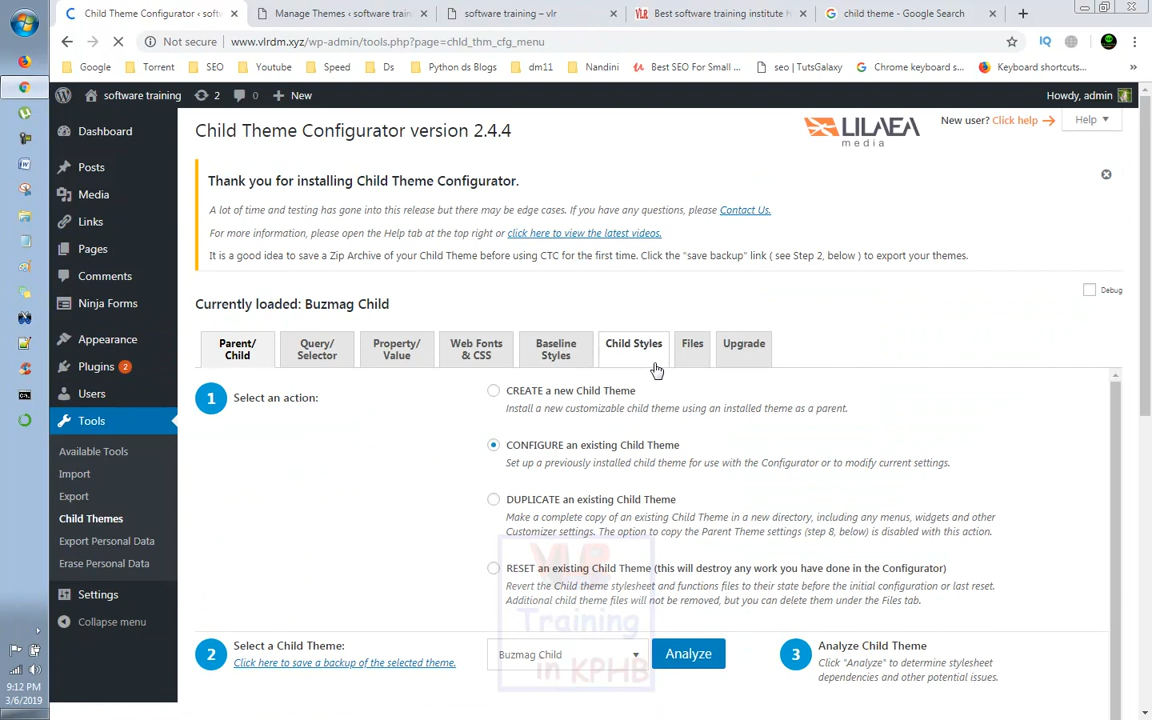 Child Theme Configurator ‹ softw
Manage Themes ‹ software train
software training – vlr
VLR
Best software training institute
child theme - Google Search
Not secure
www.vlrdm.xyz/wp-admin/tools.php?page=chld_thm_cfg_menu
IQ
Google
Torrent
SEO
Youtube
Speed
Ds
Python ds Blogs
dm11
Nandini
Best SEO For Small ...
seo | TutsGalaxy
Chrome keyboard s...
Keyboard shortcuts...
software training
2
0
New
Howdy, admin
Dashboard
Posts
Media
Links
Pages
Comments
Ninja Forms
Appearance
Plugins 2
Users
Tools
Available Tools
Import
Export
Child Themes
Export Personal Data
Erase Personal Data
Settings
Collapse menu
Child Theme Configurator version 2.4.4
LILAEA
media
New user? Click help
Help
Thank you for installing Child Theme Configurator.
A lot of time and testing has gone into this release but there may be edge cases. If you have any questions, please Contact Us.
For more information, please open the Help tab at the top right or click here to view the latest videos.
It is a good idea to save a Zip Archive of your Child Theme before using CTC for the first time. Click the "save backup" link ( see Step 2, below ) to export your themes.
Currently loaded: Buzmag Child
Debug
Parent/
Child
Query/
Selector
Property/
Value
Web Fonts
& CSS
Baseline
Styles
Child Styles
Files
Upgrade
1
Select an action:
CREATE a new Child Theme
Install a new customizable child theme using an installed theme as a parent.
CONFIGURE an existing Child Theme
Set up a previously installed child theme for use with the Configurator or to modify current settings.
DUPLICATE an existing Child Theme
Make a complete copy of an existing Child Theme in a new directory, including any menus, widgets and other
Customizer settings. The option to copy the Parent Theme settings (step 8, below) is disabled with this action.
RESET an existing Child Theme (this will destroy any work you have done in the Configurator)
Revert the Child theme stylesheet and functions files to their state before the initial configuration or last reset.
Additional child theme files will not be removed, but you can delete them under the Files tab.
2
Select a Child Theme:
Click here to save a backup of the selected theme.
Buzmag Child
Analyze
3
Analyze Child Theme
Click "Analyze" to determine stylesheet
dependencies and other potential issues.
VLR
Training
in KPHB
9:12 PM
3/6/2019